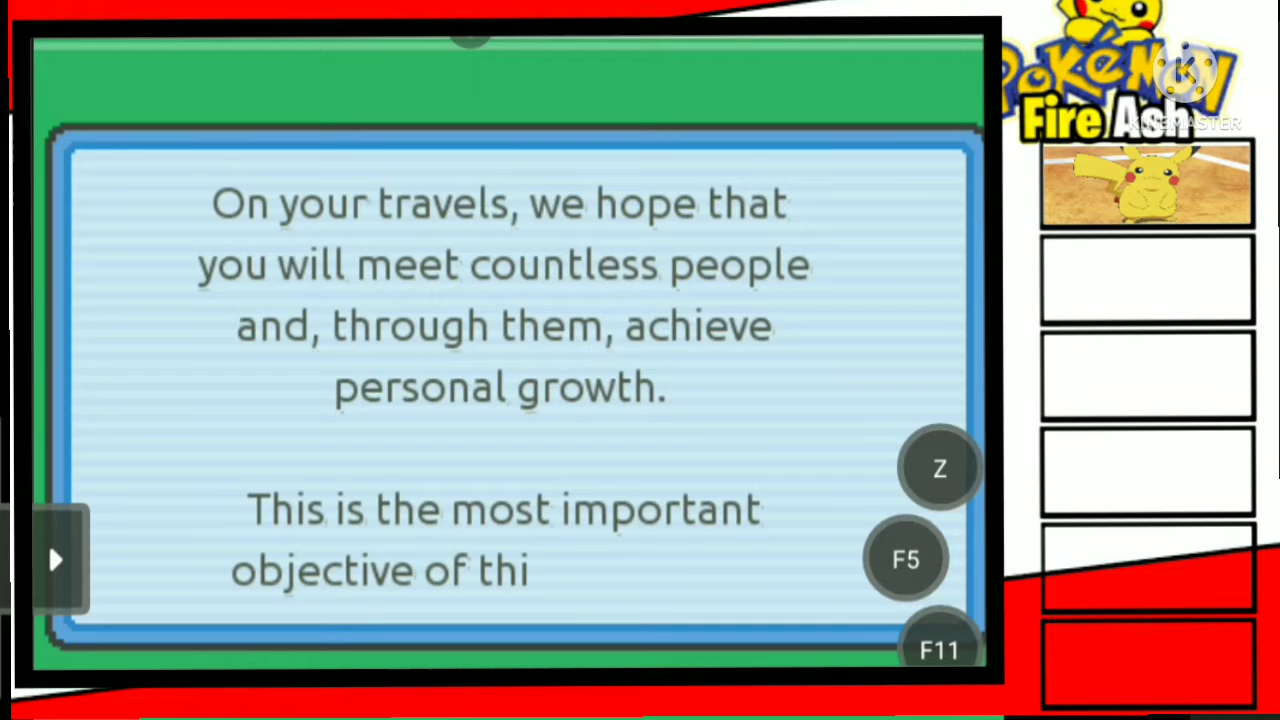 On your travels, we hope that
you will meet countless people
and, through them, achieve
personal growth.
This is the most important
objective of thi
Z
F5
F11
POKéMON
Fire Ash
K
KINEMASTER